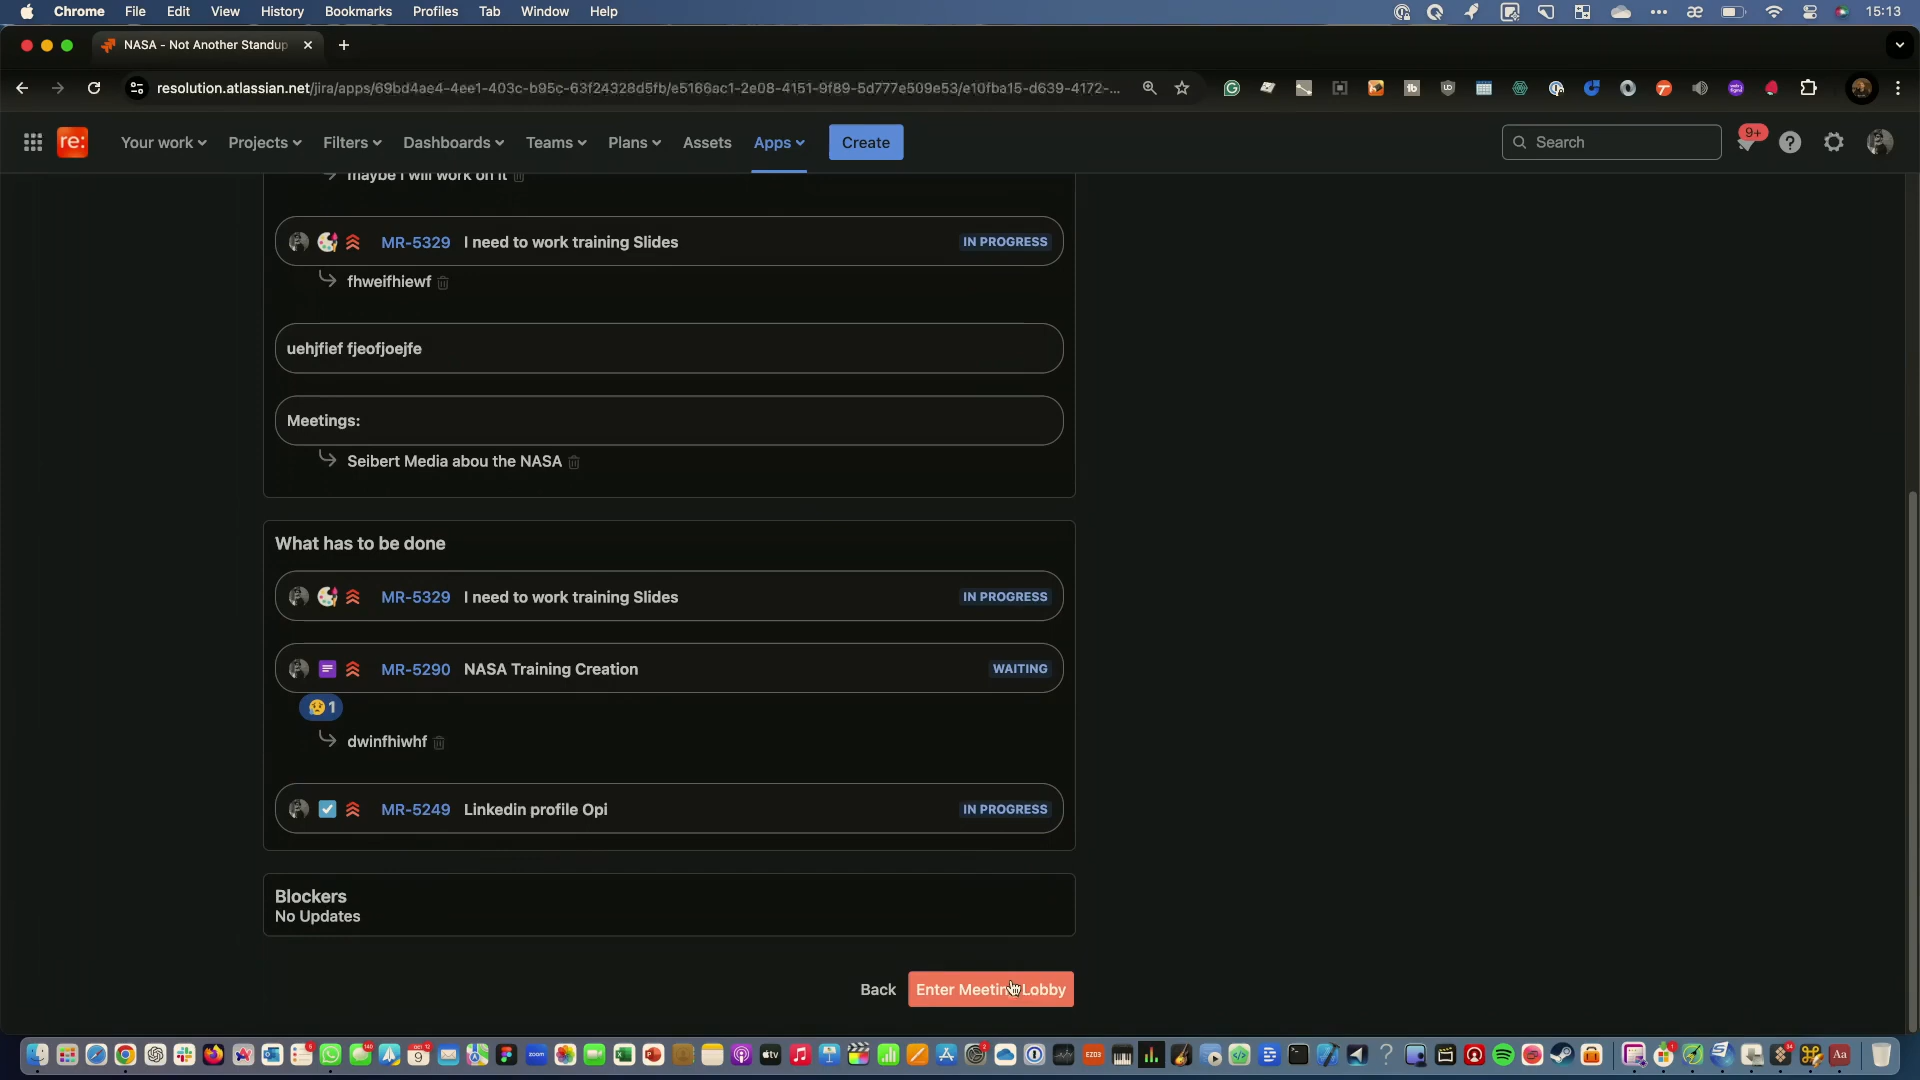 Chrome File Edit View History Bookmarks Profiles Tab Window Help 15:13
NASA - Not Another Standup
resolution.atlassian.net/jira/apps/69bd4ae4-4ee1-403c-b95c-63f24328d5fb/e5166ac1-2e08-4151-9f89-5d777e509e53/e10fba15-d639-4172-...
re: Your work Projects Filters Dashboards Teams Plans Assets Apps Create Search 9+
maybe I will work on it
MR-5329 I need to work training Slides IN PROGRESS
fhweifhiewf
uehjfief fjeofjoejfe
Meetings:
Seibert Media abou the NASA
What has to be done
MR-5329 I need to work training Slides IN PROGRESS
MR-5290 NASA Training Creation WAITING
1
dwinfhiwhf
MR-5249 Linkedin profile Opi IN PROGRESS
Blockers
No Updates
Back Enter Meeting Lobby